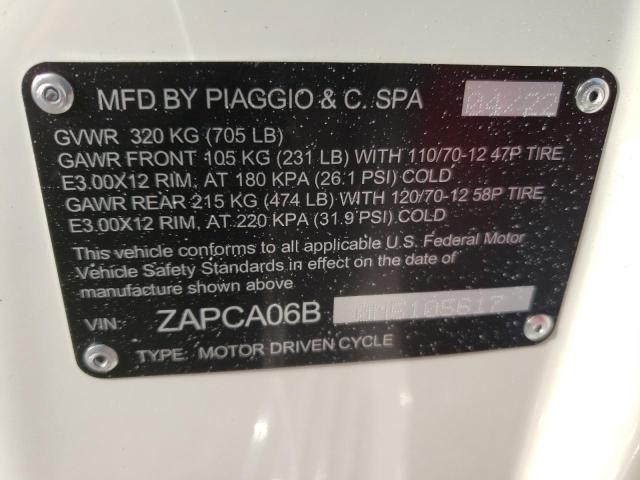 MFD BY PIAGGIO & C. SPA 04/22
GVWR 320 KG (705 LB)
GAWR FRONT 105 KG (231 LB) WITH 110/70-12 47P TIRE,
E3.00X12 RIM, AT 180 KPA (26.1 PSI) COLD
GAWR REAR 215 KG (474 LB) WITH 120/70-12 58P TIRE,
E3.00X12 RIM, AT 220 KPA (31.9 PSI) COLD
This vehicle conforms to all applicable U.S. Federal Motor
Vehicle Safety Standards in effect on the date of
manufacture shown above
VIN: ZAPCA06B
TYPE: MOTOR DRIVEN CYCLE